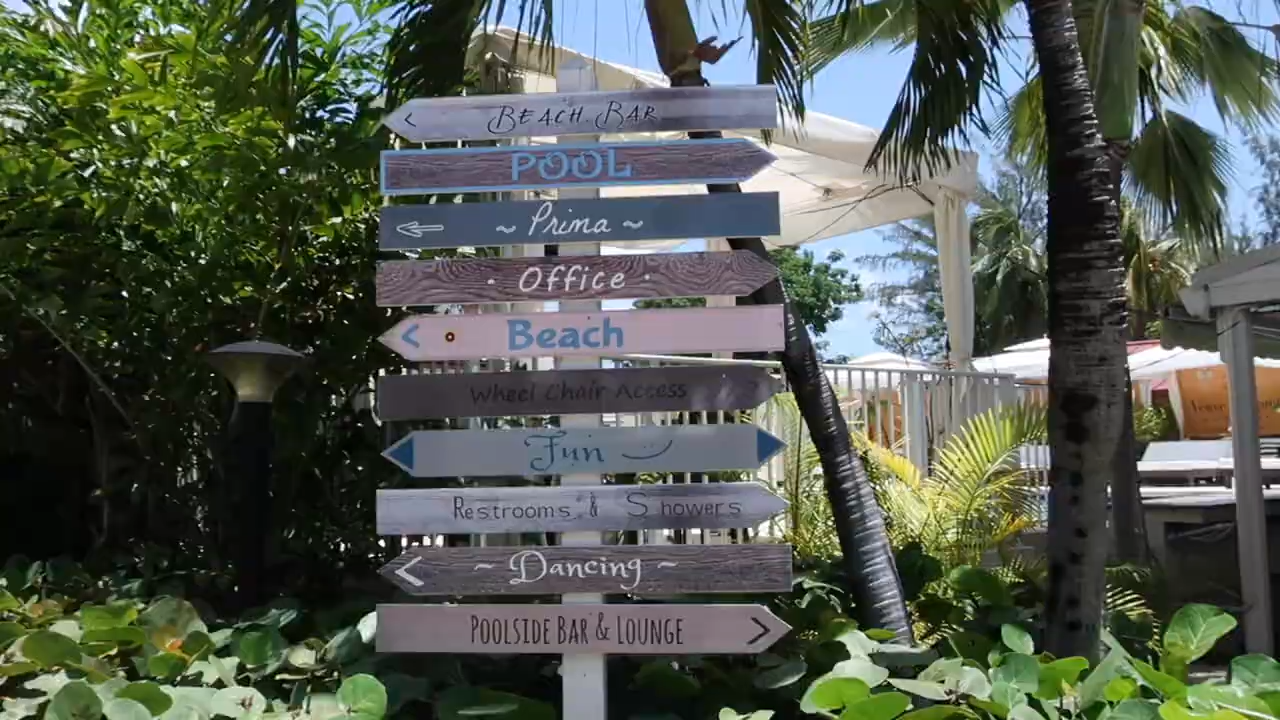 BEACH BAR
POOL
~ Prima ~
· Office ·
Beach
Wheel Chair Access
Fun
Restrooms & Showers
~ Dancing ~
POOLSIDE BAR & LOUNGE